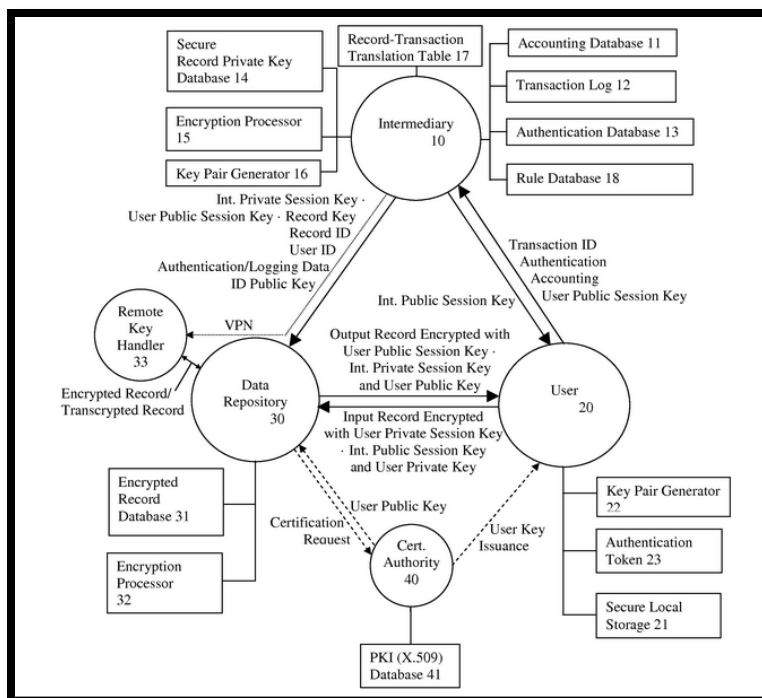 Secure
Record Private Key
Database 14
Record-Transaction
Translation Table 17
Accounting Database 11
Transaction Log 12
Encryption Processor
15
Intermediary
10
Authentication Database 13
Key Pair Generator 16
Rule Database 18
Int. Private Session Key ·
User Public Session Key · Record Key
Record ID
User ID
Authentication/Logging Data
ID Public Key
Transaction ID
Authentication
Accounting
User Public Session Key
Int. Public Session Key
Remote
Key
Handler
33
VPN
Output Record Encrypted with
User Public Session Key ·
Int. Private Session Key
and User Public Key
Encrypted Record/
Transcrypted Record
Data
Repository
30
User
20
Input Record Encrypted
with User Private Session Key
· Int. Public Session Key
and User Private Key
Encrypted
Record
Database 31
User Public Key
Certification
Request
User Key
Issuance
Key Pair Generator
22
Cert.
Authority
40
Authentication
Token 23
Encryption
Processor
32
Secure Local
Storage 21
PKI (X.509)
Database 41